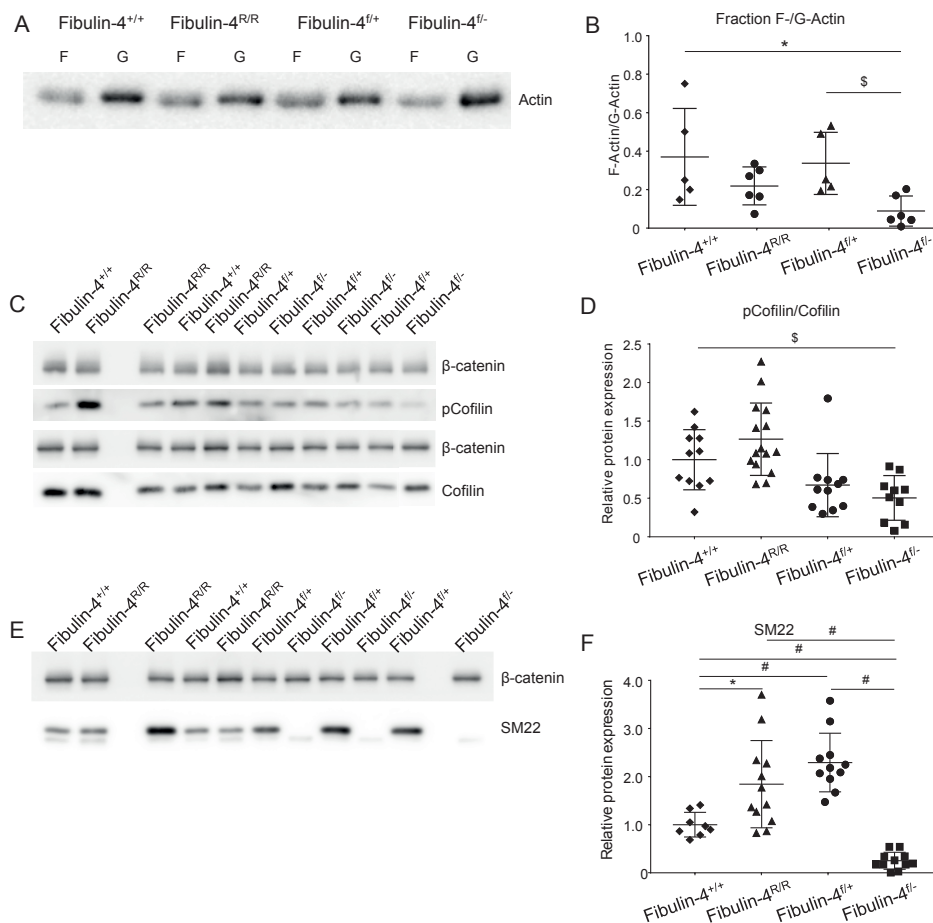 A
Fibulin-4+/+ Fibulin-4R/R Fibulin-4f/+ Fibulin-4f/-
F G F G F G F G
Actin
B
Fraction F-/G-Actin
*
$
F-Actin/G-Actin
1.0
0.8
0.6
0.4
0.2
0
Fibulin-4+/+ Fibulin-4R/R Fibulin-4f/+ Fibulin-4f/-
C
Fibulin-4+/+ Fibulin-4R/R Fibulin-4R/R Fibulin-4+/+ Fibulin-4R/R Fibulin-4f/+ Fibulin-4f/- Fibulin-4f/+ Fibulin-4f/- Fibulin-4f/+ Fibulin-4f/-
β-catenin
pCofilin
β-catenin
Cofilin
D
pCofilin/Cofilin
$
Relative protein expression
2.5
2.0
1.5
1.0
0.5
0
Fibulin-4+/+ Fibulin-4R/R Fibulin-4f/+ Fibulin-4f/-
E
Fibulin-4+/+ Fibulin-4R/R Fibulin-4R/R Fibulin-4+/+ Fibulin-4R/R Fibulin-4f/+ Fibulin-4f/- Fibulin-4f/+ Fibulin-4f/- Fibulin-4f/+ Fibulin-4f/-
β-catenin
SM22
F
SM22
#
#
#
* #
Relative protein expression
4.0
3.0
2.0
1.0
0
Fibulin-4+/+ Fibulin-4R/R Fibulin-4f/+ Fibulin-4f/-